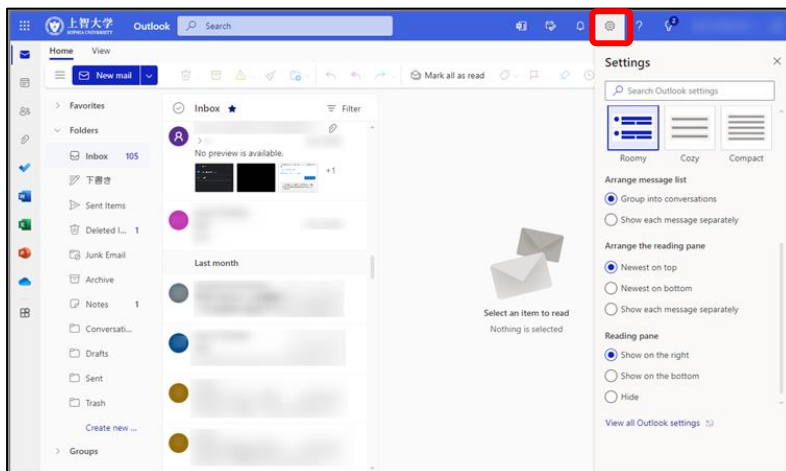 上智大学
SOPHIA UNIVERSITY
Outlook
Search
2
Home View
New mail
Mark all as read
Favorites
Folders
Inbox 105
下書き
Sent Items
Deleted I... 1
Junk Email
Archive
Notes 1
Conversati...
Drafts
Sent
Trash
Create new ...
Groups
Inbox ★ Filter
A
No preview is available.
+1
Last month
Select an item to read
Nothing is selected
Settings
Search Outlook settings
Roomy Cozy Compact
Arrange message list
Group into conversations
Show each message separately
Arrange the reading pane
Newest on top
Newest on bottom
Show each message separately
Reading pane
Show on the right
Show on the bottom
Hide
View all Outlook settings